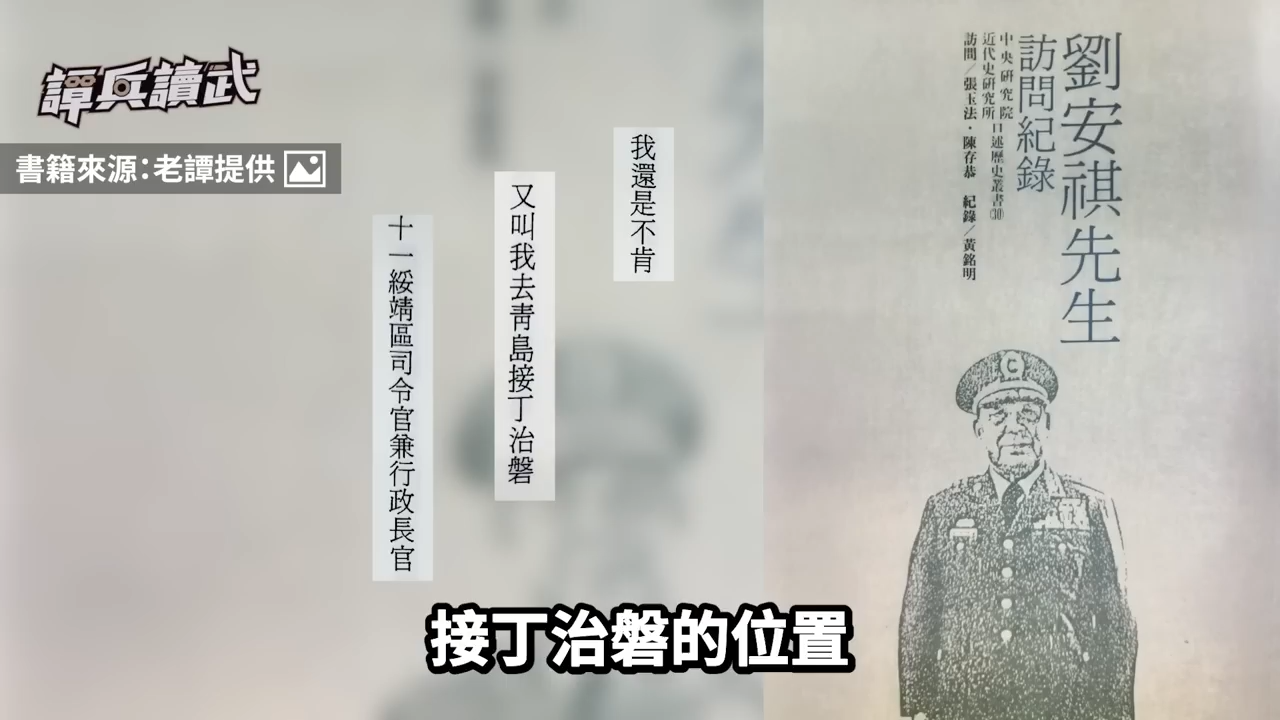 譚兵讀武
書籍來源:老譚提供
我還是不肯
又叫我去靑島接丁治磐
十一綏靖區司令官兼行政長官
劉安祺先生
訪問紀錄
中央研究院
近代史研究所口述歷史叢書㉚
訪問／張玉法・陳存恭 紀錄／黃銘明
C
接丁治磐的位置